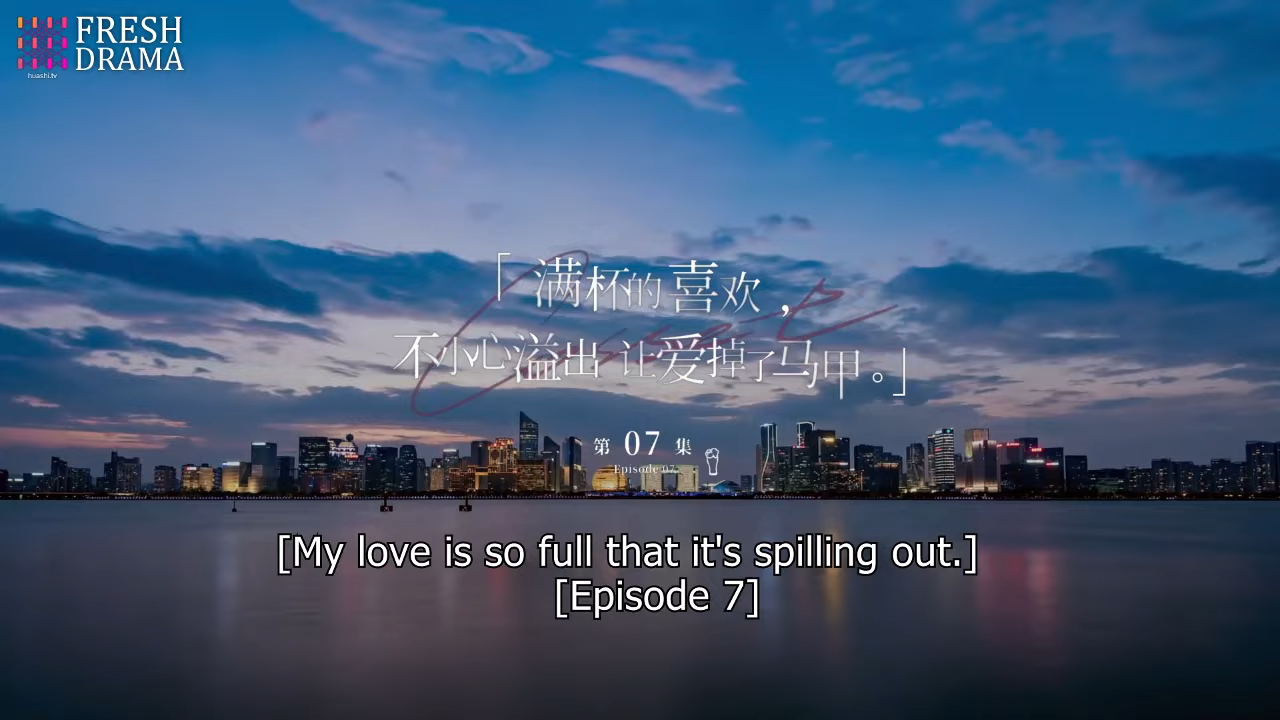 FRESH
DRAMA
huashi.tv
「满杯的喜欢，
不小心溢出 让爱掉了马甲。」
第 07 集
Episode 07
[My love is so full that it's spilling out.]
[Episode 7]